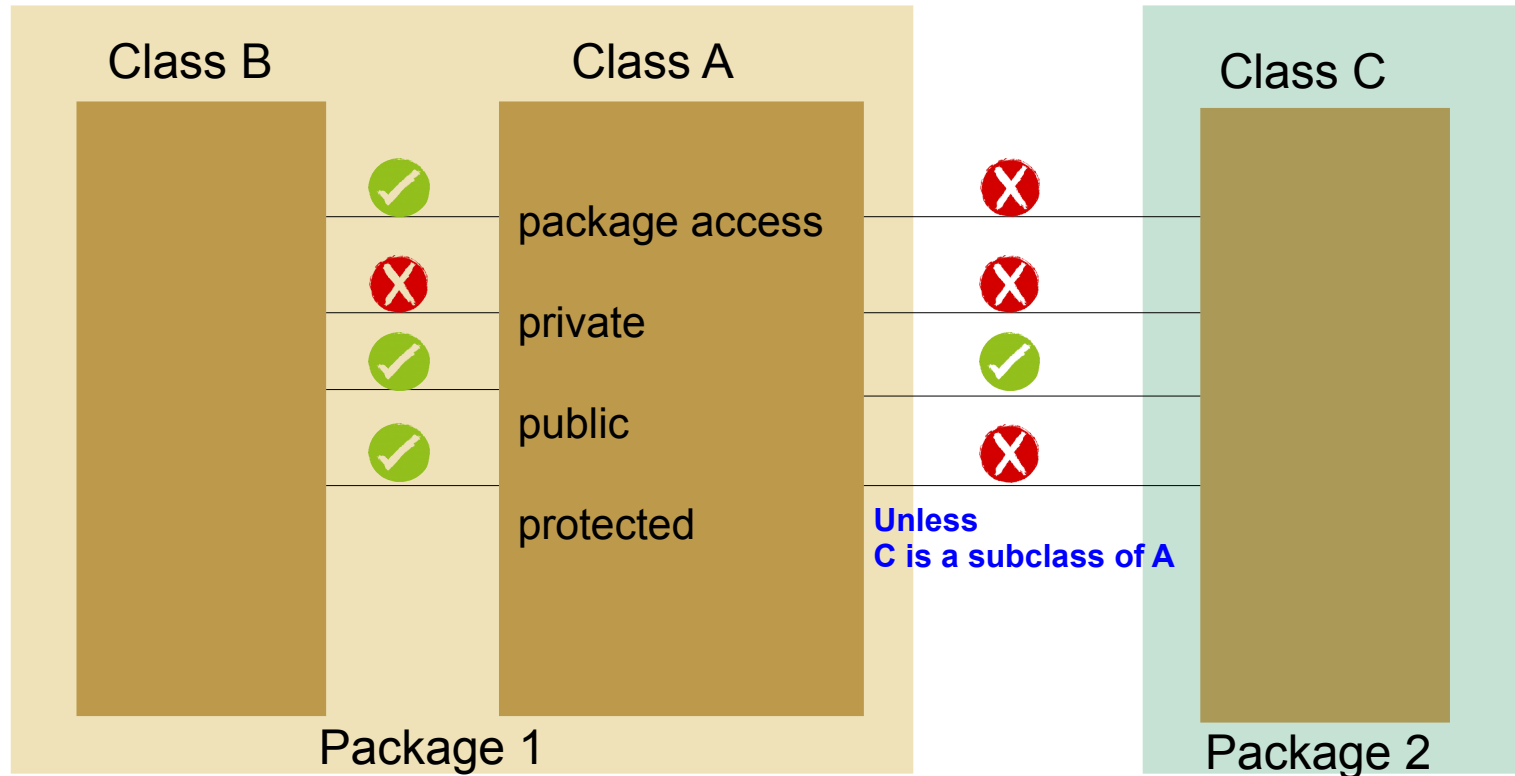 Class B
Class A
Class C
package access
private
public
protected
Unless
C is a subclass of A
Package 1
Package 2